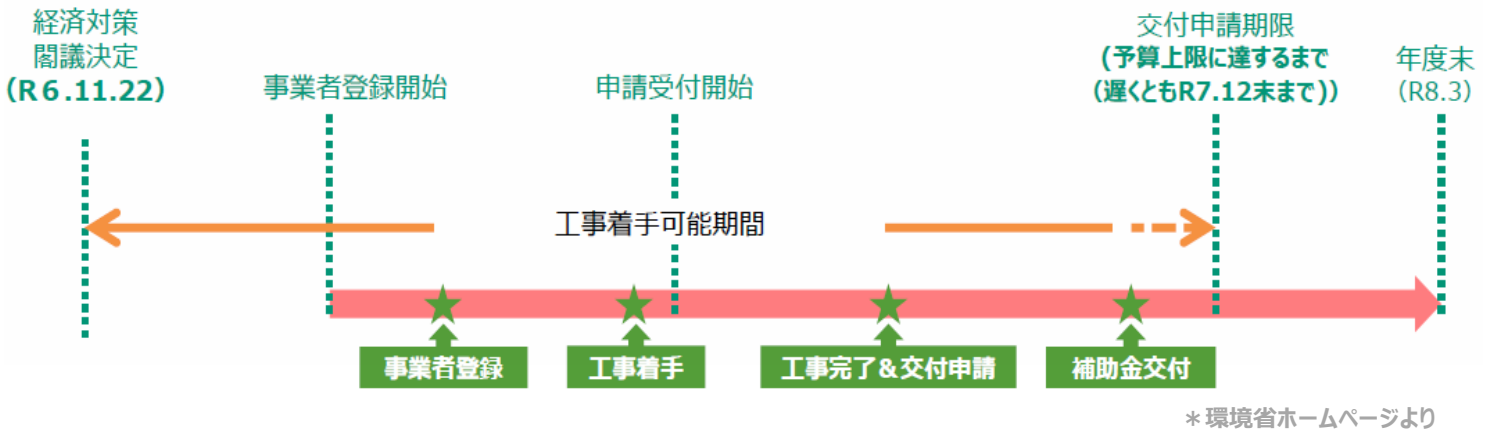 経済対策
閣議決定
(R6.11.22)
事業者登録開始
申請受付開始
交付申請期限
(予算上限に達するまで
(遅くともR7.12末まで))
年度末
(R8.3)
工事着手可能期間
事業者登録
工事着手
工事完了&交付申請
補助金交付
*環境省ホームページより